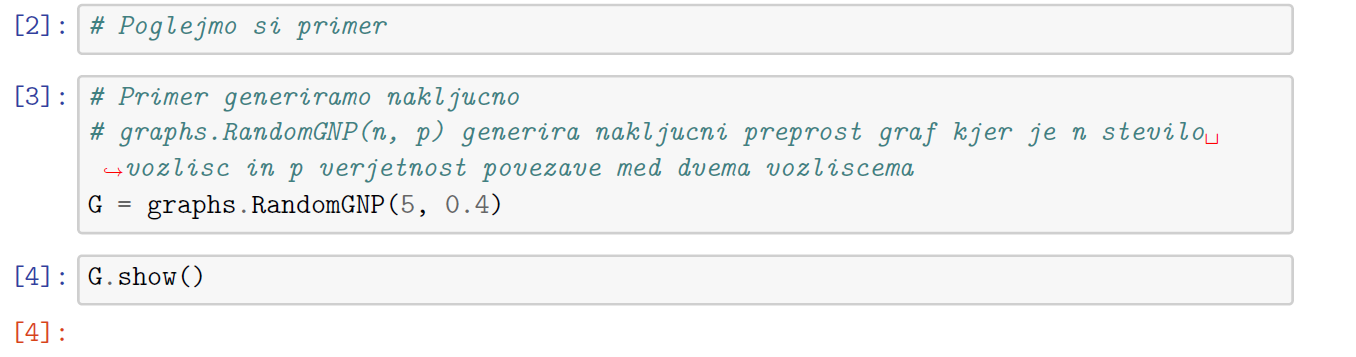 [2]: # Poglejmo si primer
[3]: # Primer generiramo nakljucno
# graphs.RandomGNP(n, p) generira nakljucni preprost graf kjer je n stevilo␣
↪vozlisc in p verjetnost povezave med dvema vozliscema
G = graphs.RandomGNP(5, 0.4)
[4]: G.show()
[4]: